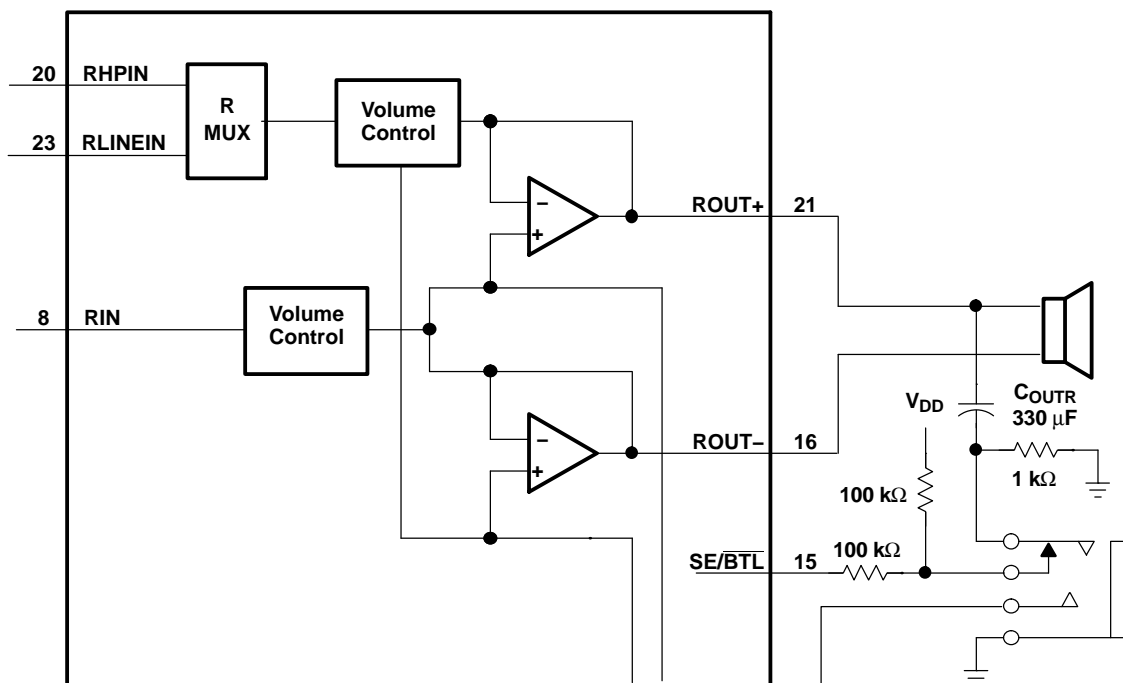 20 RHPIN
R
MUX
Volume
Control
23 RLINEIN
−
+
ROUT+ 21
8 RIN
Volume
Control
−
+
ROUT− 16
VDD
COUTR
330 µF
1 kΩ
100 kΩ
100 kΩ
SE/BTL 15